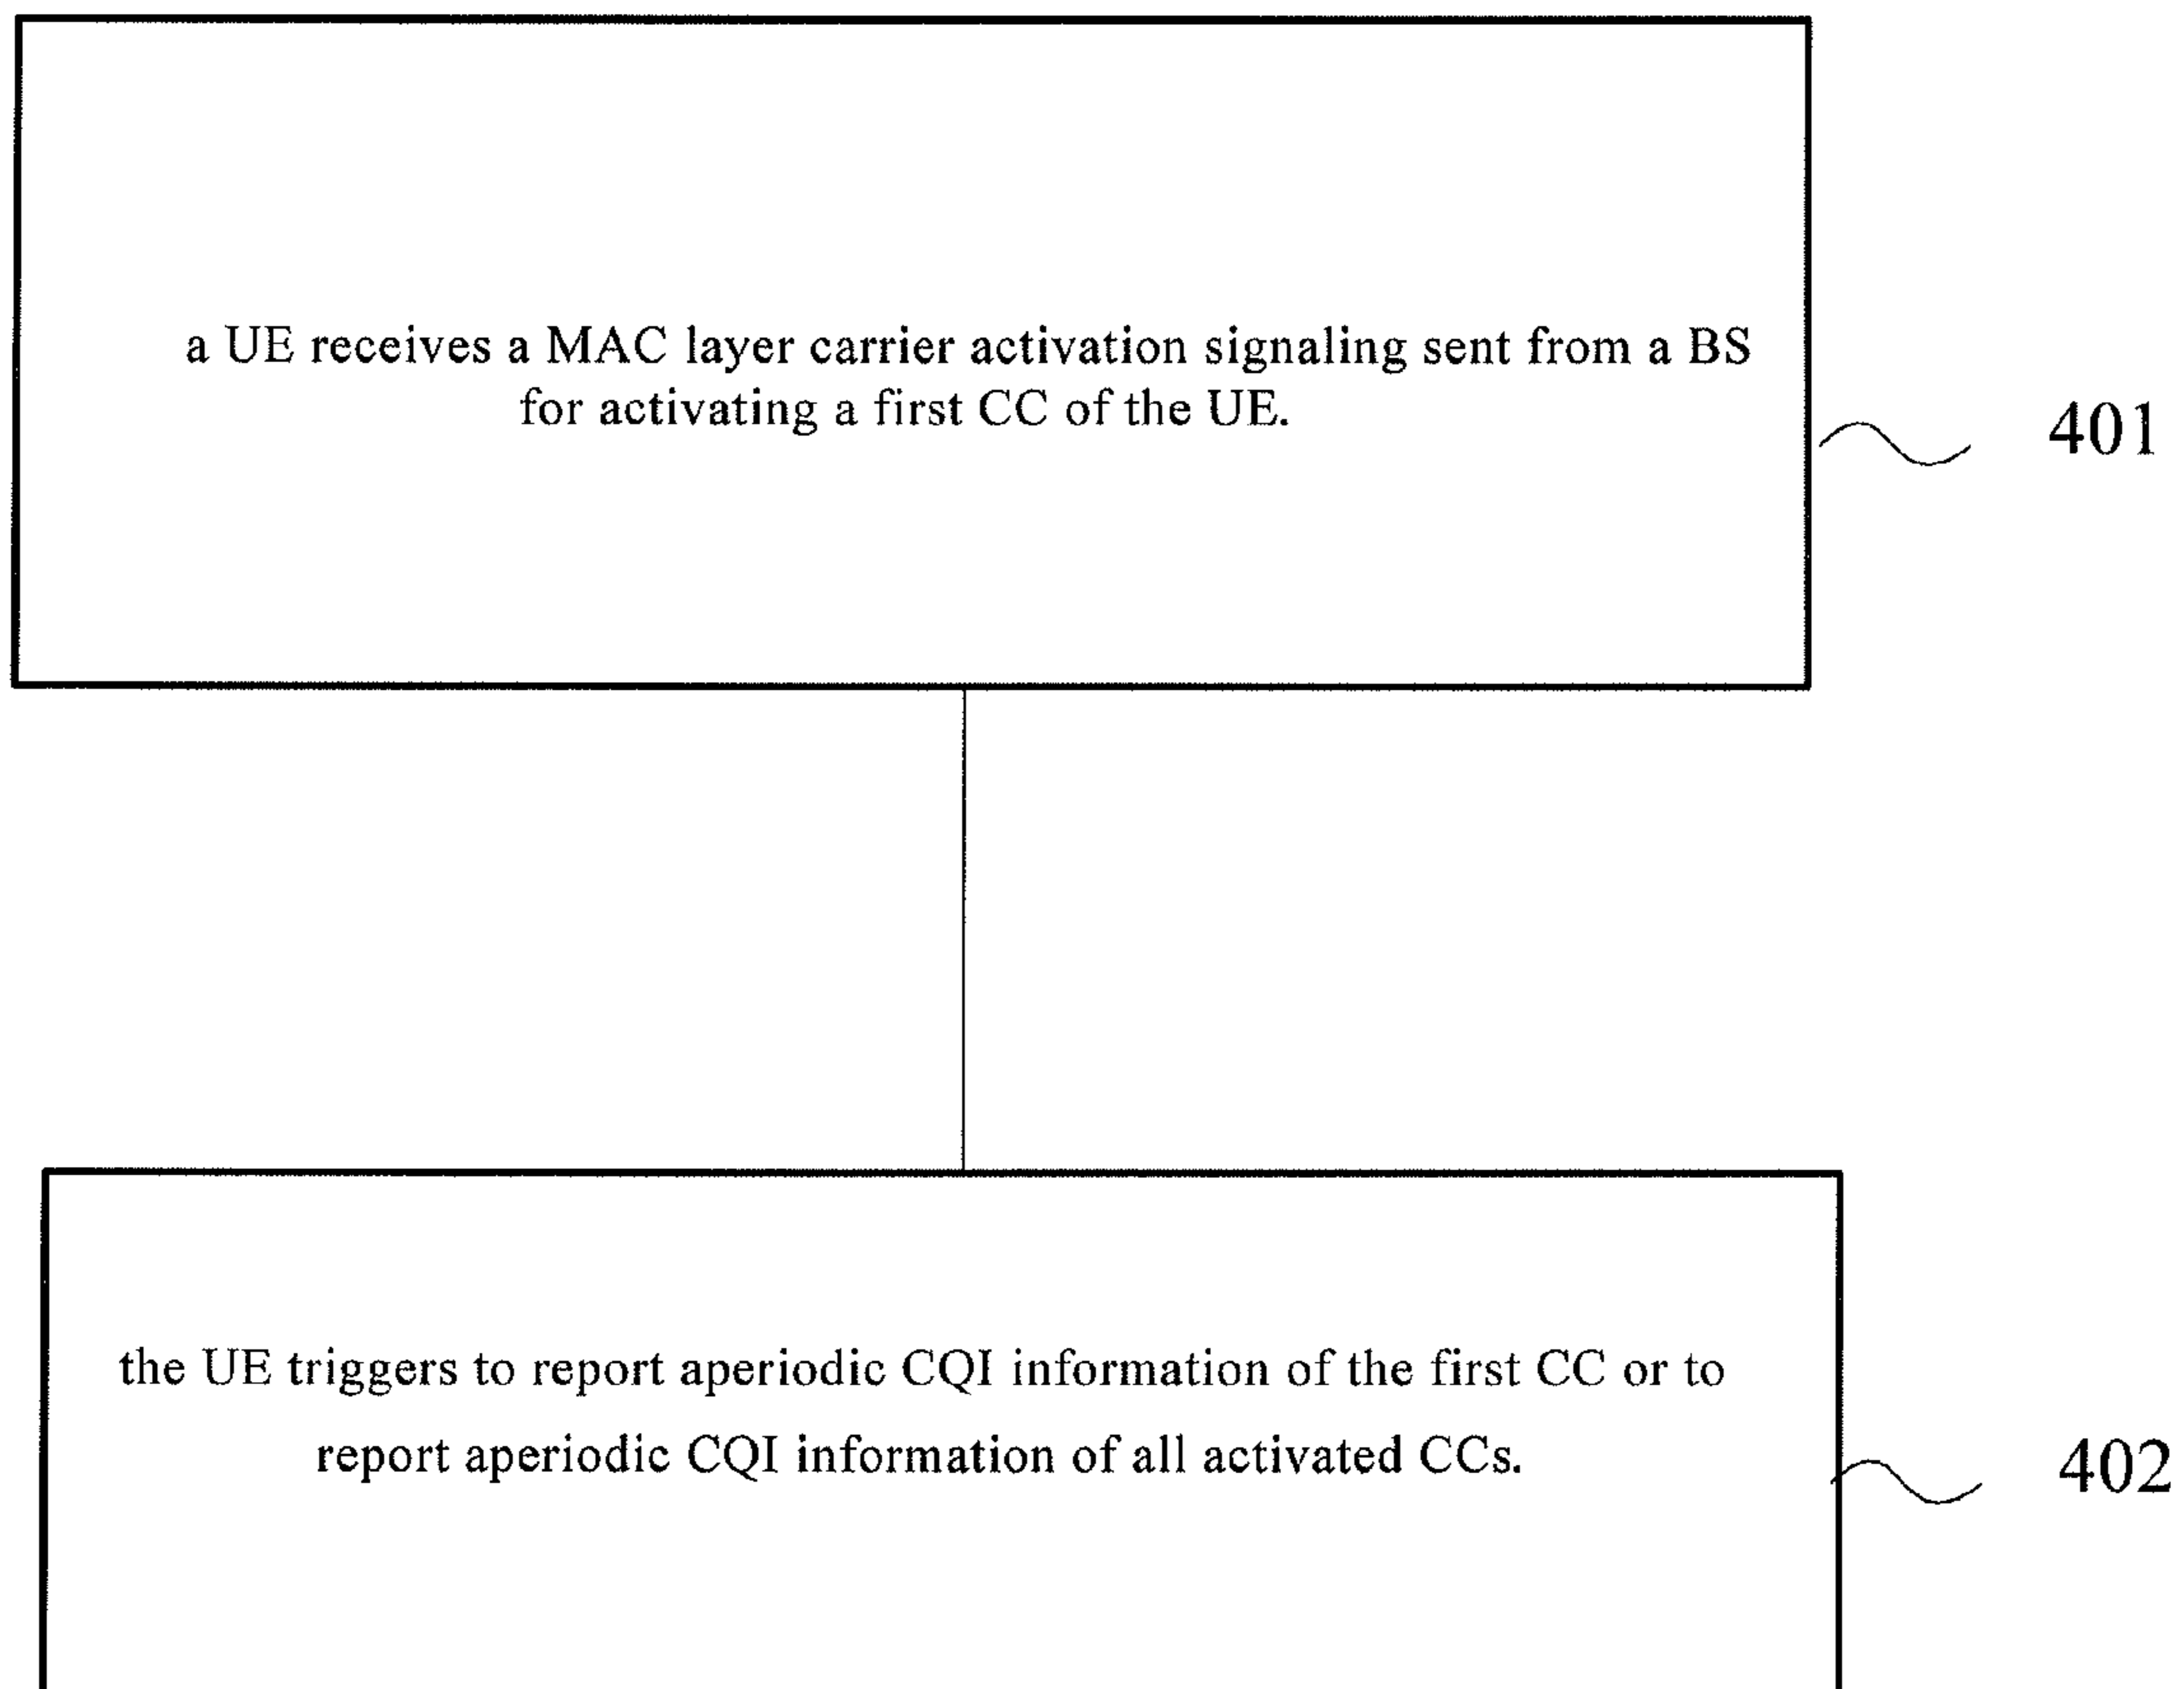 a UE receives a MAC layer carrier activation signaling sent from a BS
for activating a first CC of the UE.
401
the UE triggers to report aperiodic CQI information of the first CC or to
report aperiodic CQI information of all activated CCs.
402